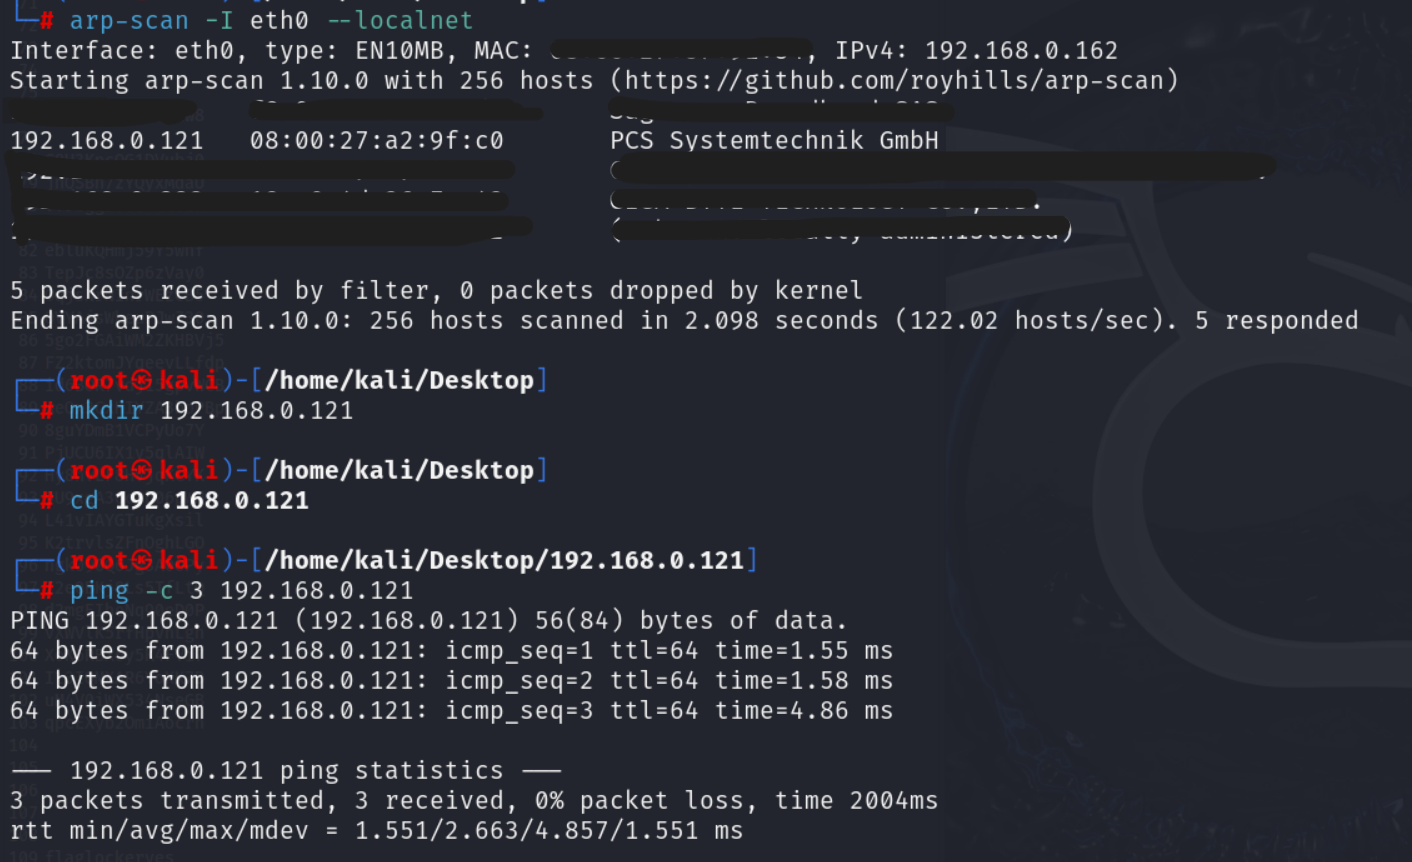 └─# arp-scan -I eth0 --localnet
Interface: eth0, type: EN10MB, MAC: , IPv4: 192.168.0.162
Starting arp-scan 1.10.0 with 256 hosts (https://github.com/royhills/arp-scan)
192.168.0.121 08:00:27:a2:9f:c0 PCS Systemtechnik GmbH
administered)
5 packets received by filter, 0 packets dropped by kernel
Ending arp-scan 1.10.0: 256 hosts scanned in 2.098 seconds (122.02 hosts/sec). 5 responded
┌──(root㉿kali)-[/home/kali/Desktop]
└─# mkdir 192.168.0.121
┌──(root㉿kali)-[/home/kali/Desktop]
└─# cd 192.168.0.121
┌──(root㉿kali)-[/home/kali/Desktop/192.168.0.121]
└─# ping -c 3 192.168.0.121
PING 192.168.0.121 (192.168.0.121) 56(84) bytes of data.
64 bytes from 192.168.0.121: icmp_seq=1 ttl=64 time=1.55 ms
64 bytes from 192.168.0.121: icmp_seq=2 ttl=64 time=1.58 ms
64 bytes from 192.168.0.121: icmp_seq=3 ttl=64 time=4.86 ms
--- 192.168.0.121 ping statistics ---
3 packets transmitted, 3 received, 0% packet loss, time 2004ms
rtt min/avg/max/mdev = 1.551/2.663/4.857/1.551 ms